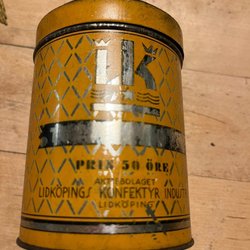 LK
PRIS 50 ÖRE
AKTIEBOLAGET
LIDKÖPINGS KONFEKTYR INDUSTRI
LIDKÖPING